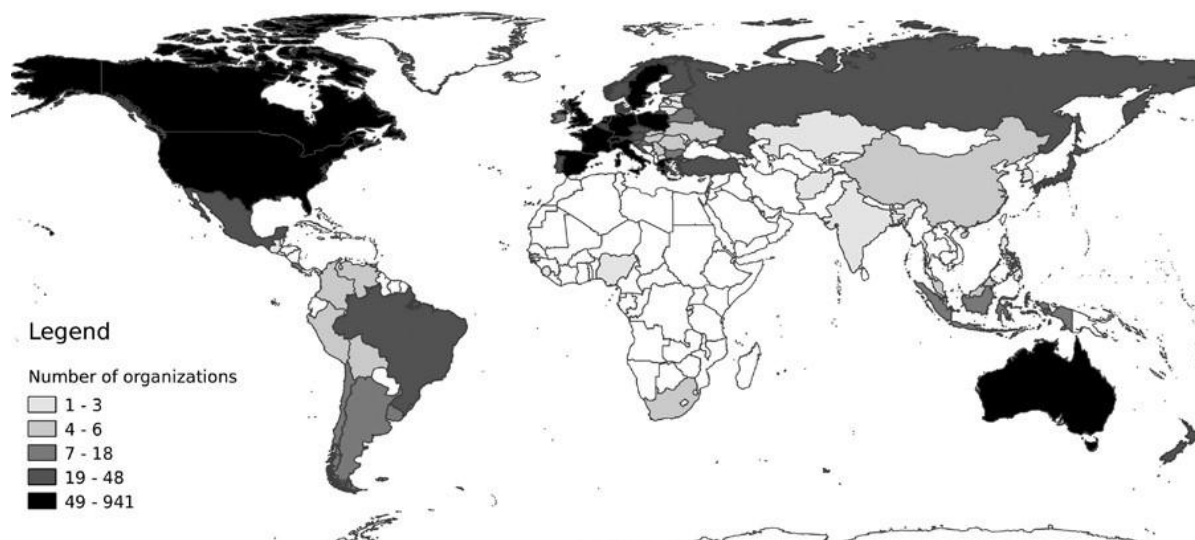 Legend
Number of organizations
1 - 3
4 - 6
7 - 18
19 - 48
49 - 941